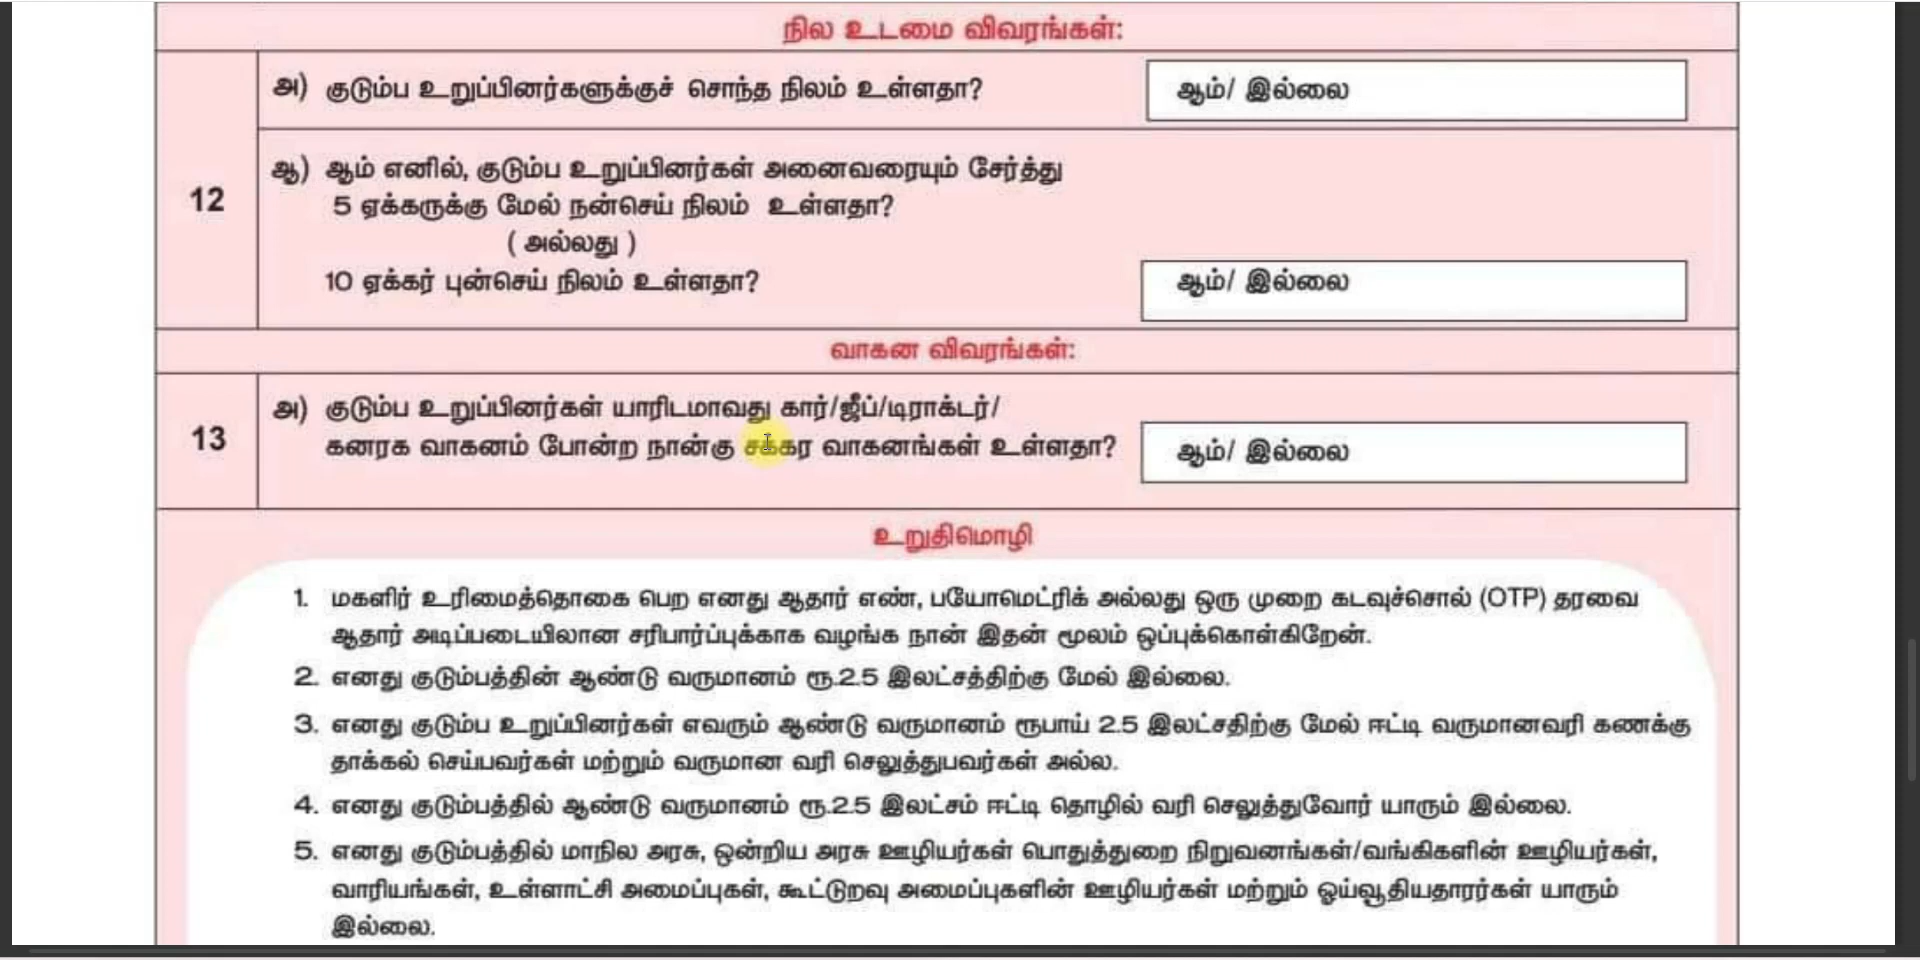 நில உடமை விவரங்கள்:
12
அ) குடும்ப உறுப்பினர்களுக்குச் சொந்த நிலம் உள்ளதா?
ஆம்/ இல்லை
ஆ) ஆம் எனில், குடும்ப உறுப்பினர்கள் அனைவரையும் சேர்த்து
5 ஏக்கருக்கு மேல் நன்செய் நிலம் உள்ளதா?
( அல்லது )
10 ஏக்கர் புன்செய் நிலம் உள்ளதா?
ஆம்/ இல்லை
வாகன விவரங்கள்:
13
அ) குடும்ப உறுப்பினர்கள் யாரிடமாவது கார்/ஜீப்/டிராக்டர்/
கனரக வாகனம் போன்ற நான்கு சக்கர வாகனங்கள் உள்ளதா?
ஆம்/ இல்லை
உறுதிமொழி
1. மகளிர் உரிமைத்தொகை பெற எனது ஆதார் எண், பயோமெட்ரிக் அல்லது ஒரு முறை கடவுச்சொல் (OTP) தரவை
ஆதார் அடிப்படையிலான சரிபார்ப்புக்காக வழங்க நான் இதன் மூலம் ஒப்புக்கொள்கிறேன்.
2. எனது குடும்பத்தின் ஆண்டு வருமானம் ரூ.2.5 இலட்சத்திற்கு மேல் இல்லை.
3. எனது குடும்ப உறுப்பினர்கள் எவரும் ஆண்டு வருமானம் ரூபாய் 2.5 இலட்சதிற்கு மேல் ஈட்டி வருமானவரி கணக்கு
தாக்கல் செய்பவர்கள் மற்றும் வருமான வரி செலுத்துபவர்கள் அல்ல.
4. எனது குடும்பத்தில் ஆண்டு வருமானம் ரூ.2.5 இலட்சம் ஈட்டி தொழில் வரி செலுத்துவோர் யாரும் இல்லை.
5. எனது குடும்பத்தில் மாநில அரசு, ஒன்றிய அரசு ஊழியர்கள் பொதுத்துறை நிறுவனங்கள்/வங்கிகளின் ஊழியர்கள்,
வாரியங்கள், உள்ளாட்சி அமைப்புகள், கூட்டுறவு அமைப்புகளின் ஊழியர்கள் மற்றும் ஓய்வூதியதாரர்கள் யாரும்
இல்லை.